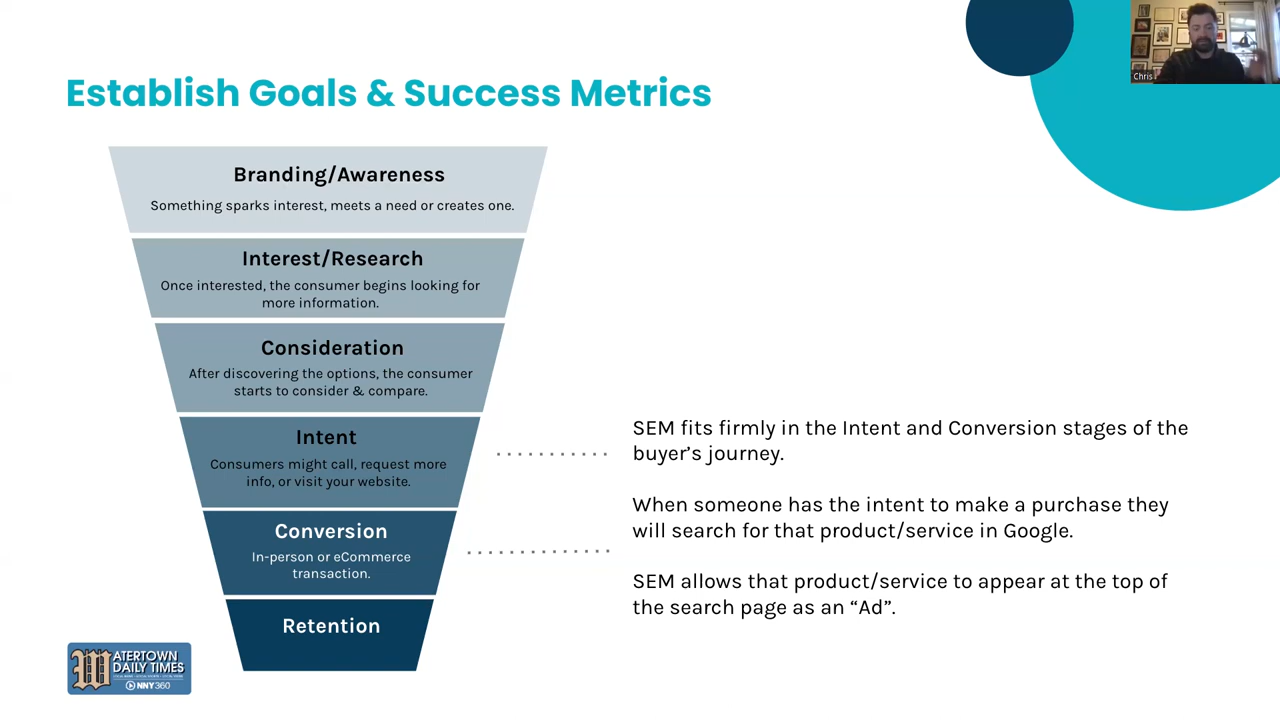 Establish Goals & Success Metrics
Chris
Branding/Awareness
Something sparks interest, meets a need or creates one.
Interest/Research
Once interested, the consumer begins looking for
more information.
Consideration
After discovering the options, the consumer
starts to consider & compare.
Intent
Consumers might call, request more
info, or visit your website.
Conversion
In-person or eCommerce
transaction.
Retention
SEM fits firmly in the Intent and Conversion stages of the
buyer’s journey.
When someone has the intent to make a purchase they
will search for that product/service in Google.
SEM allows that product/service to appear at the top of
the search page as an “Ad”.
WATERTOWN
DAILY TIMES
NNY360